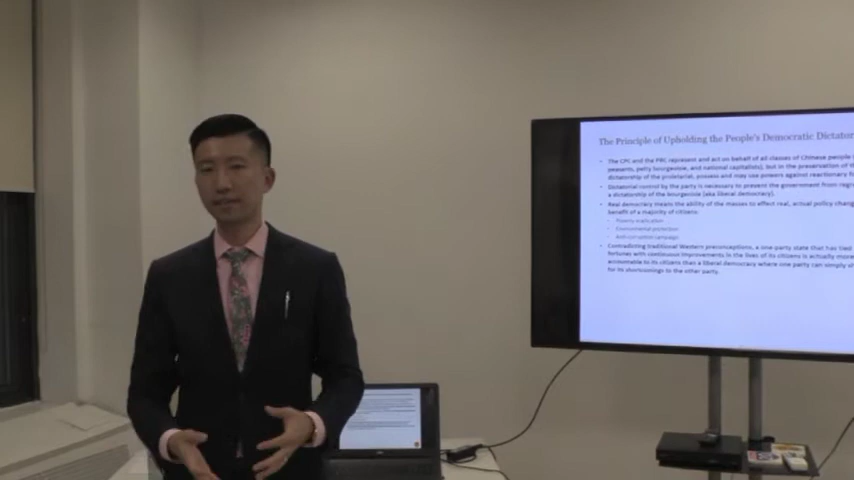 The Principle of Upholding the People's Democratic Dictator
• The CPC and the PRC represent and act on behalf of all classes of Chinese people
peasants, petty bourgeoisie, and national capitalists), but in the preservation of
dictatorship of the proletariat, possess and may use powers against reactionary
• Dictatorial control by the party is necessary to prevent the government from
a dictatorship of the bourgeoisie (aka liberal democracy).
• Real democracy means the ability of the masses to effect real, actual policy
benefit of a majority of citizens:
• Poverty eradication
• Environmental protection
• Anti-corruption campaign
• Contradicting traditional Western preconceptions, a one-party state that has tied
fortunes with continuous improvements in the lives of its citizens is actually more
accountable to its citizens than a liberal democracy where one party can simply
for its shortcomings to the other party.